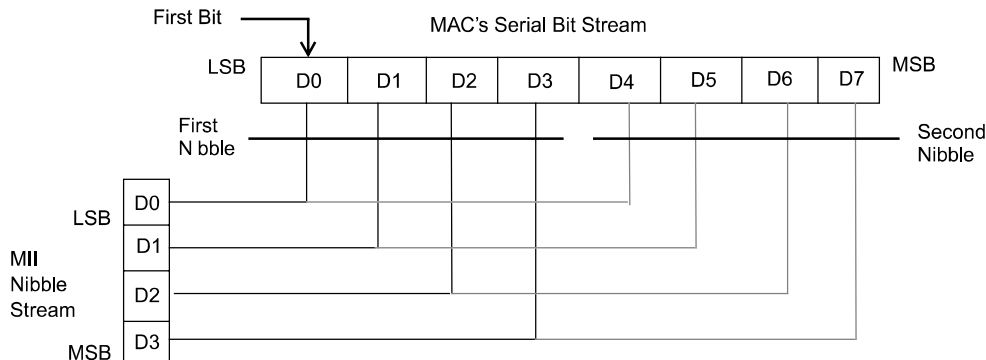 First Bit
MAC's Serial Bit Stream
LSB
D0 D1 D2 D3 D4 D5 D6 D7
MSB
First
N bble
Second
Nibble
LSB
D0
D1
MII
Nibble
Stream
D2
D3
MSB